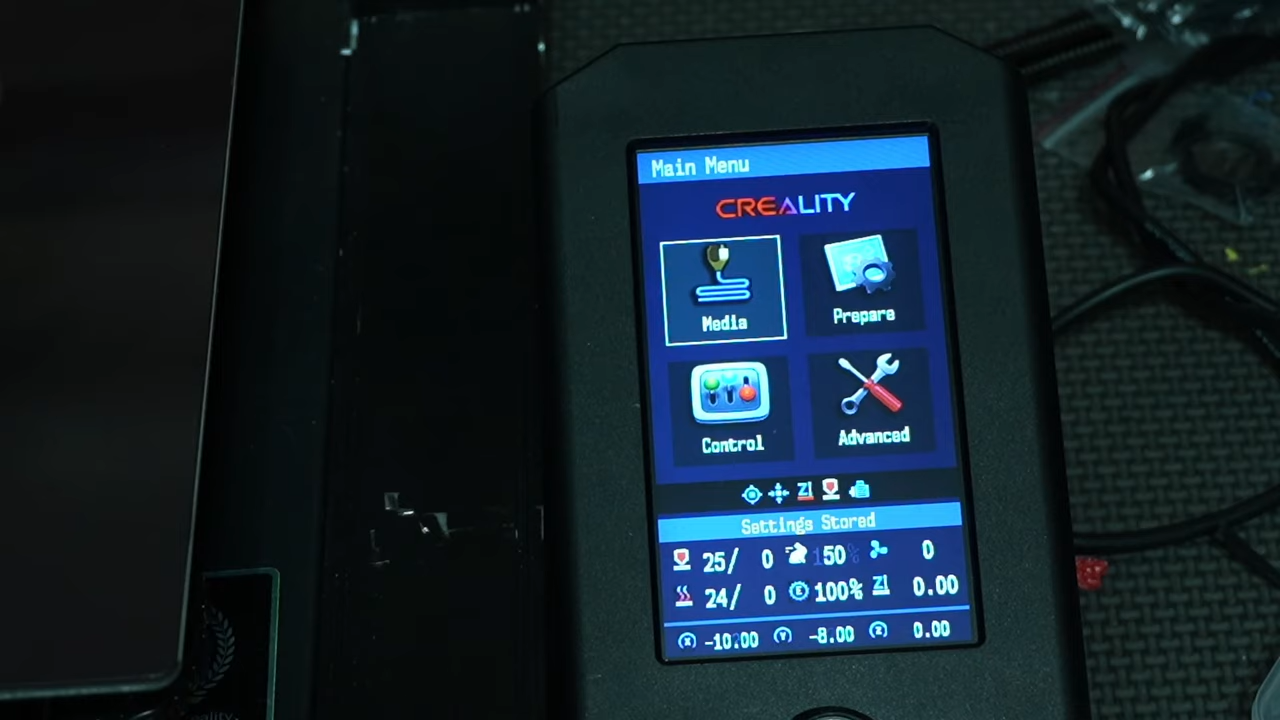 Main Menu
CREALITY
Media
Prepare
Control
Advanced
Settings Stored
25/ 0 150% 0
24/ 0 E 100% Z 0.00
X -10.00 Y -8.00 Z 0.00